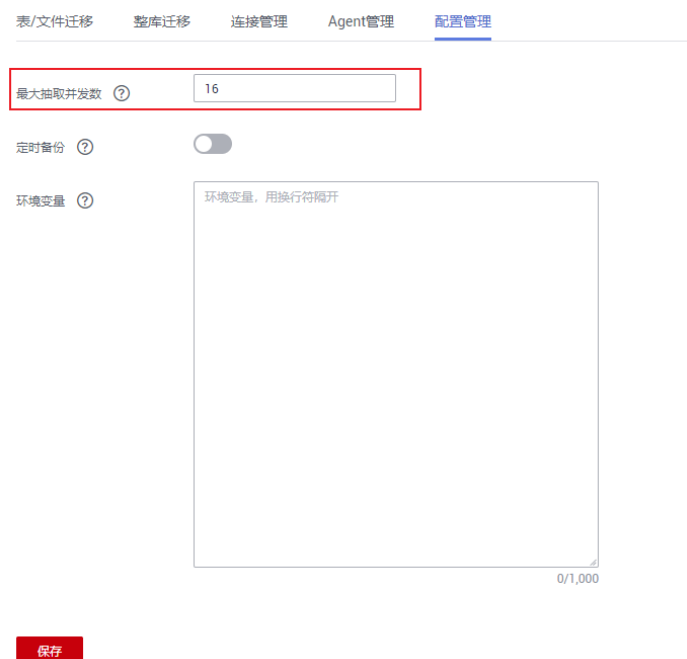 表/文件迁移 整库迁移 连接管理 Agent管理 配置管理
最大抽取并发数 ? 16
定时备份 ?
环境变量 ? 环境变量，用换行符隔开
0/1,000
保存